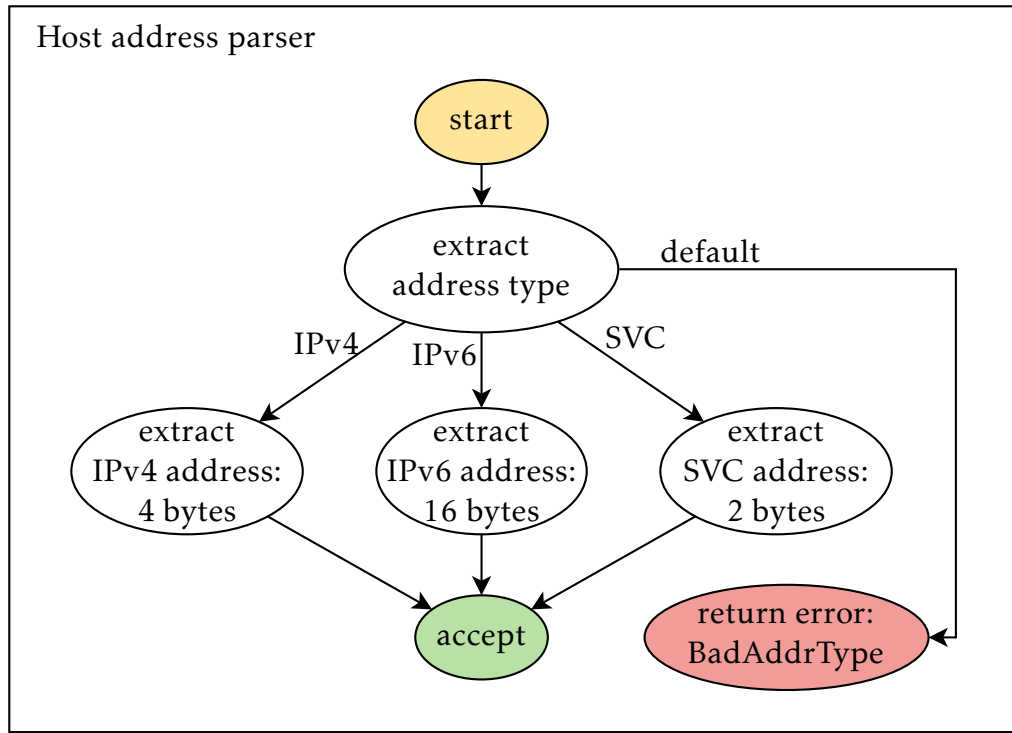 Host address parser
start
extract
address type
default
IPv4
IPv6
SVC
extract
IPv4 address:
4 bytes
extract
IPv6 address:
16 bytes
extract
SVC address:
2 bytes
accept
return error:
BadAddrType